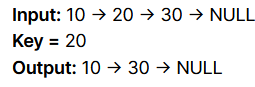 Input: 10 → 20 → 30 → NULL
Key = 20
Output: 10 → 30 → NULL